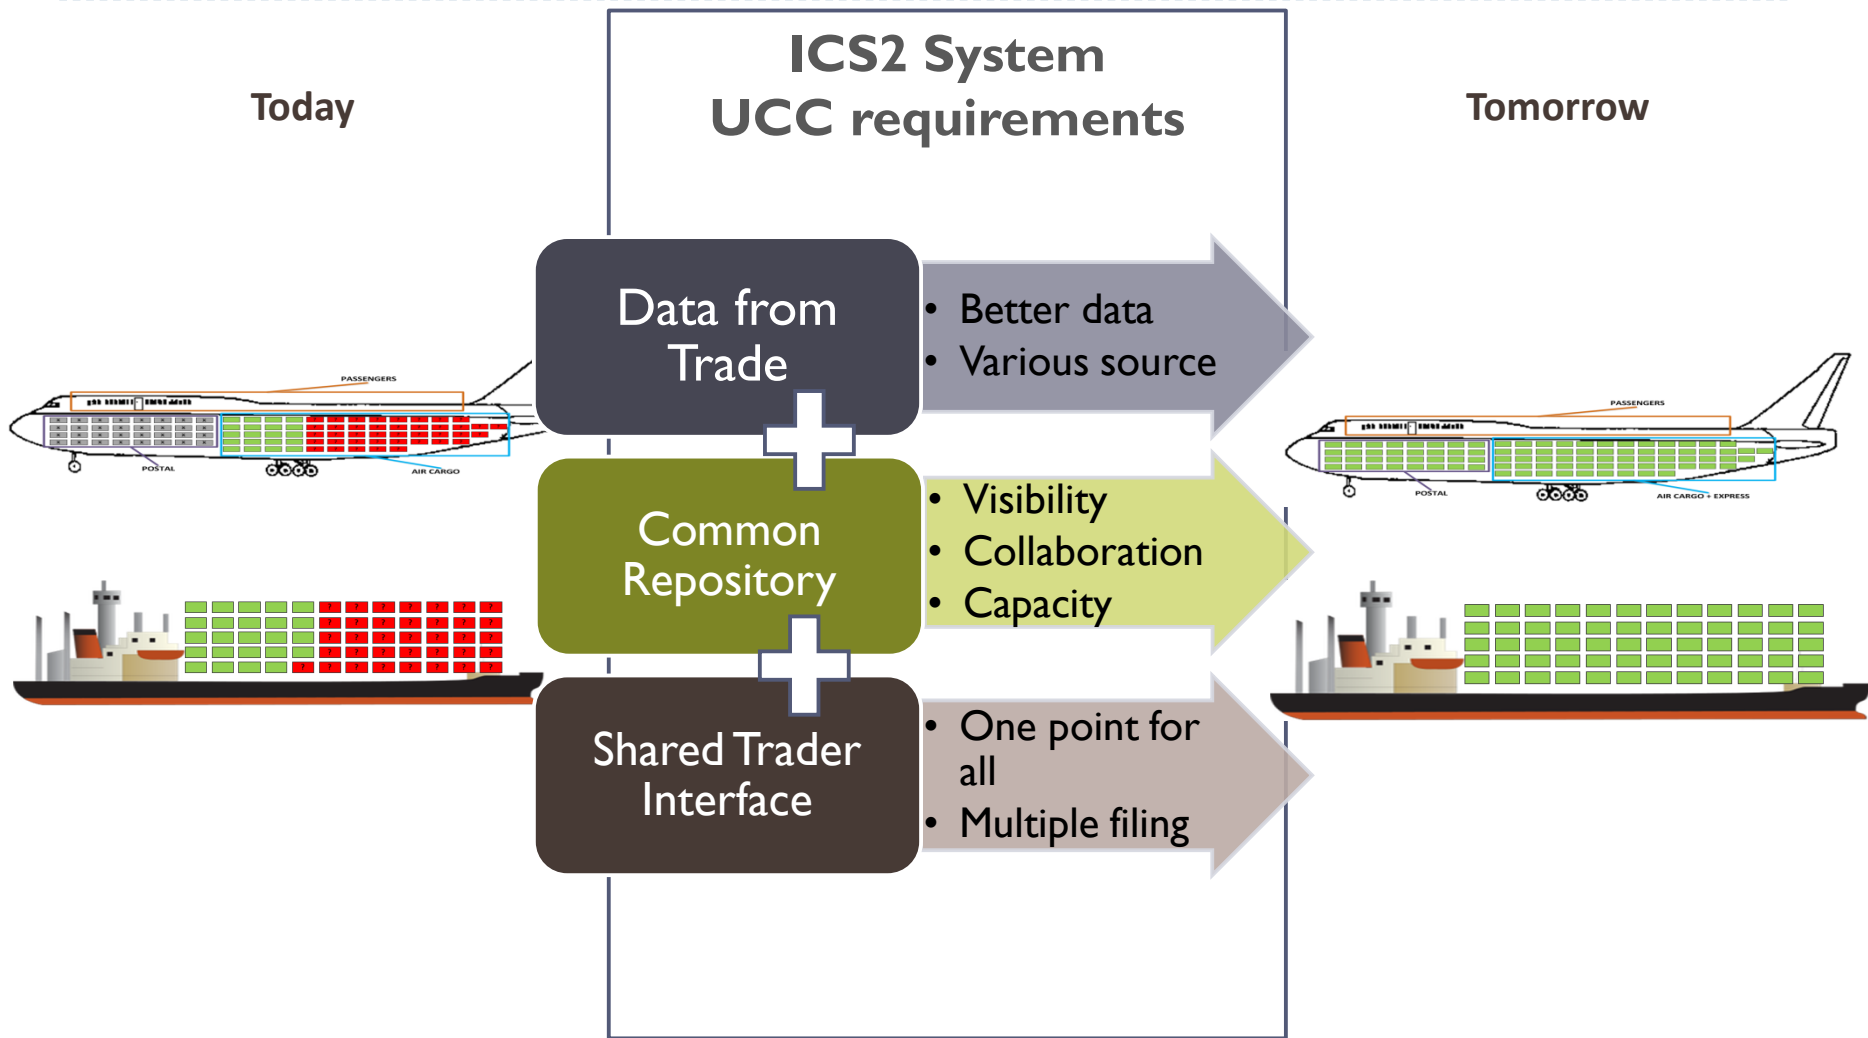 ICS2 System
UCC requirements
Today
Tomorrow
Data from
Trade
• Better data
• Various source
Common
Repository
• Visibility
• Collaboration
• Capacity
Shared Trader
Interface
• One point for
all
• Multiple filing
PASSENGERS
POSTAL
AIR CARGO
PASSENGERS
POSTAL
AIR CARGO + EXPRESS